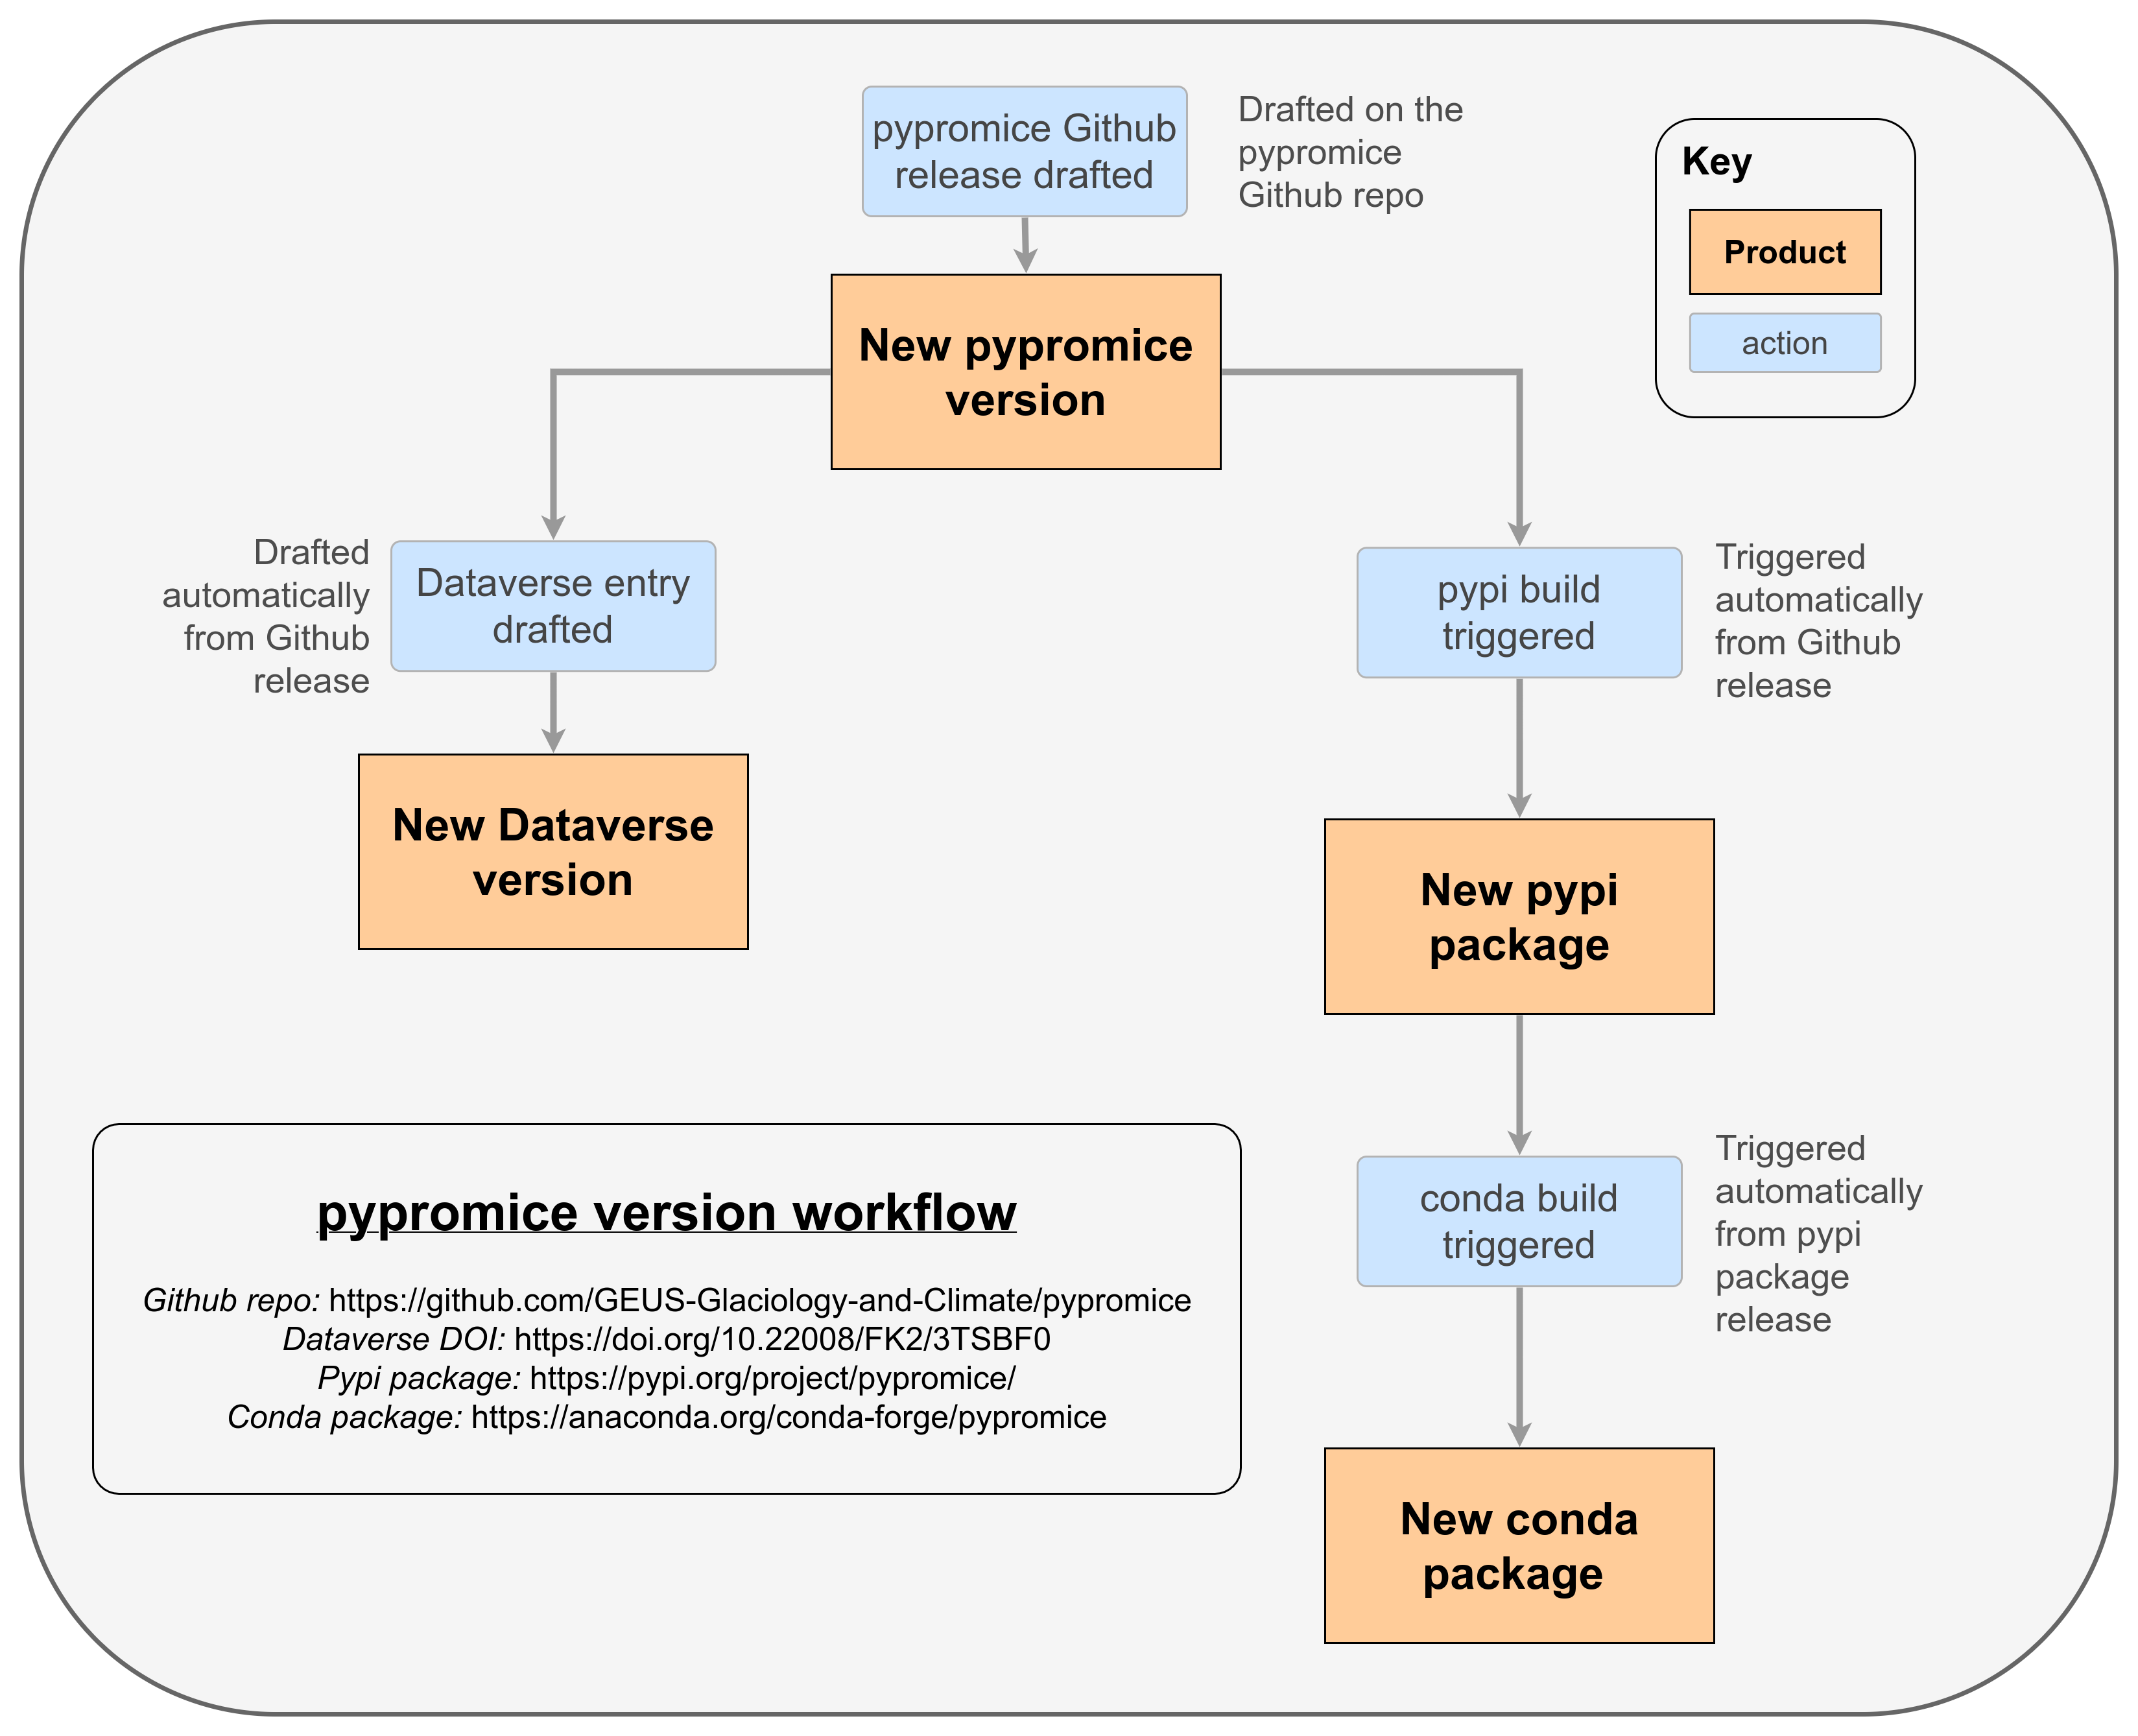 pypromice Github
release drafted
Drafted on the
pypromice
Github repo
Key
Product
action
New pypromice
version
Drafted
automatically
from Github
release
Dataverse entry
drafted
pypi build
triggered
Triggered
automatically
from Github
release
New Dataverse
version
New pypi
package
conda build
triggered
Triggered
automatically
from pypi
package
release
pypromice version workflow
Github repo: https://github.com/GEUS-Glaciology-and-Climate/pypromice
Dataverse DOI: https://doi.org/10.22008/FK2/3TSBF0
Pypi package: https://pypi.org/project/pypromice/
Conda package: https://anaconda.org/conda-forge/pypromice
New conda
package